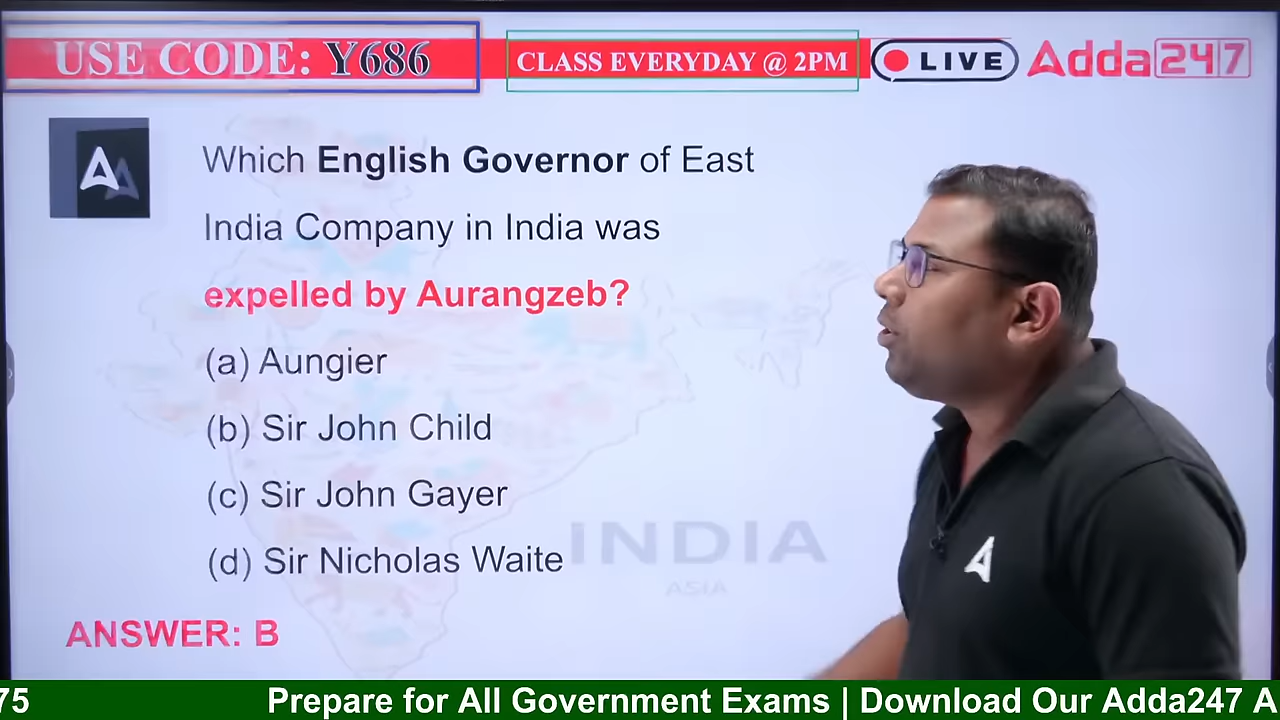 USE CODE: Y686
CLASS EVERYDAY @ 2PM
LIVE
Adda247
Which English Governor of East
India Company in India was
expelled by Aurangzeb?
(a) Aungier
(b) Sir John Child
(c) Sir John Gayer
(d) Sir Nicholas Waite
INDIA
ASIA
ANSWER: B
75
Prepare for All Government Exams | Download Our Adda247 A